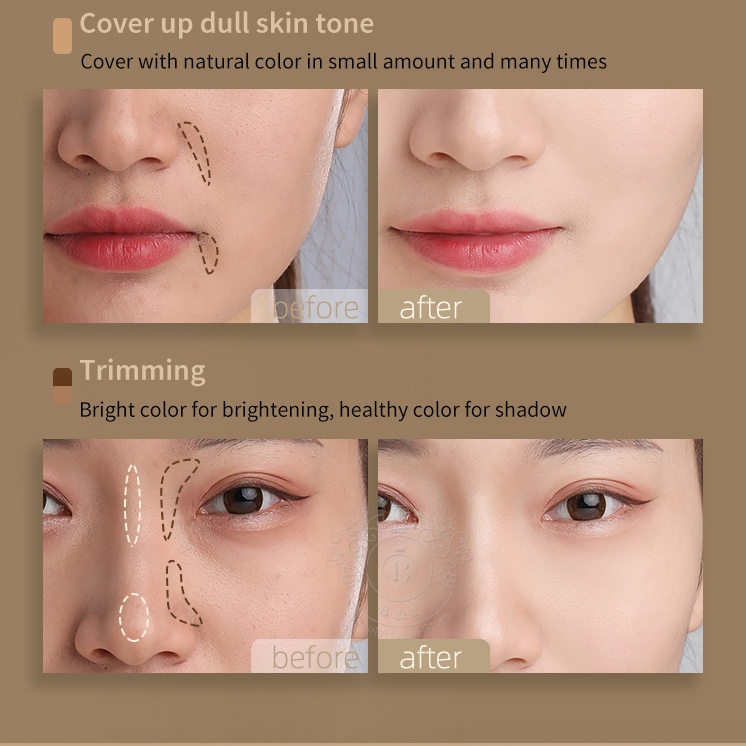 Cover up dull skin tone
Cover with natural color in small amount and many times
before
after
Trimming
Bright color for brightening, healthy color for shadow
before
after